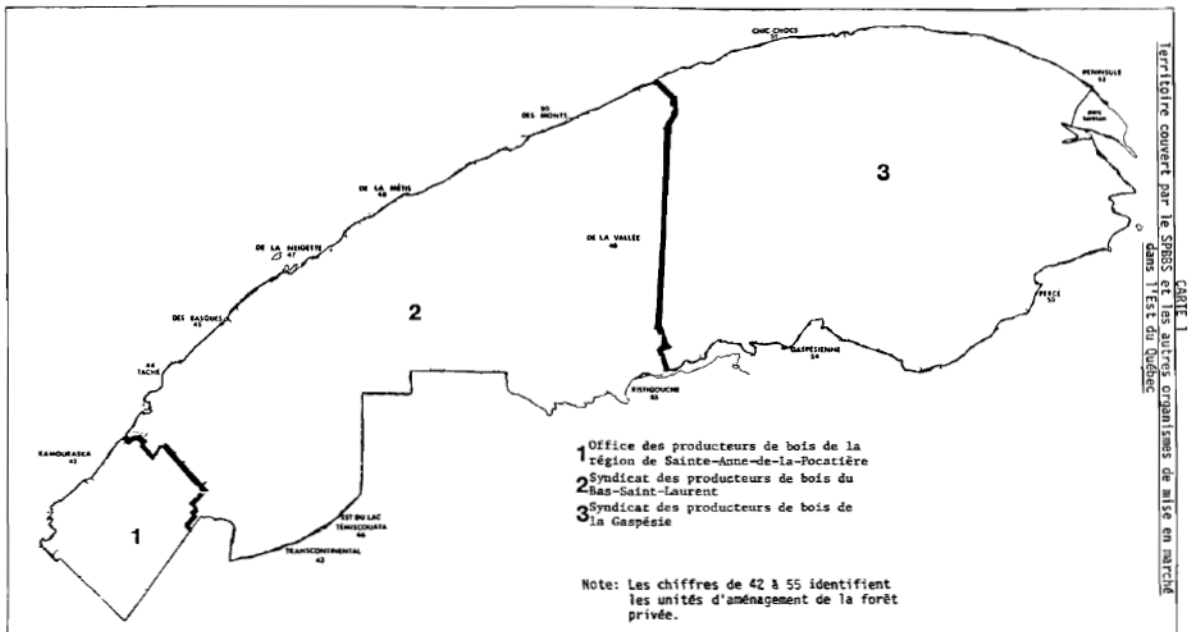 CARTE 1
Territoire couvert par le SPBBS et les autres organismes de mise en marché
dans l'Est du Québec
CHIC-CHOCS
51
PENINSULE
52
parc
50
DES MONTS
DE LA MÉTIS
48
3
DE LA NEIGETTE
47
DE LA VALLÉE
2
DES BASQUES
45
PERCÉ
55
44
TACHÉ
GASPÉSIENNE
54
RISTIGOUCHE
KAMOURASKA
42
1
EST DU LAC
TÉMISCOUATA
46
TRANSCONTINENTAL
43
1 Office des producteurs de bois de la
région de Sainte-Anne-de-la-Pocatière
2 Syndicat des producteurs de bois du
Bas-Saint-Laurent
3 Syndicat des producteurs de bois de
la Gaspésie
Note: Les chiffres de 42 à 55 identifient
les unités d'aménagement de la forêt
privée.